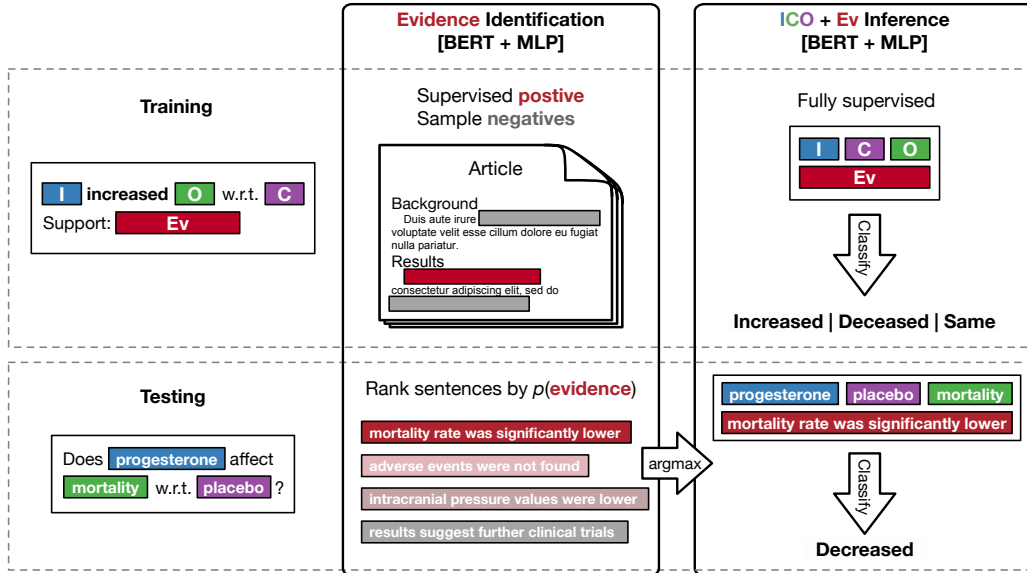 Evidence Identification
[BERT + MLP]
ICO + Ev Inference
[BERT + MLP]
Training
I increased O w.r.t. C
Support: Ev
Supervised postive
Sample negatives
Article
Background
Duis aute irure
voluptate velit esse cillum dolore eu fugiat
nulla pariatur.
Results
consectetur adipiscing elit, sed do
Fully supervised
I C O
Ev
Classify
Increased | Deceased | Same
Testing
Does progesterone affect
mortality w.r.t. placebo ?
Rank sentences by p(evidence)
mortality rate was significantly lower
adverse events were not found
intracranial pressure values were lower
results suggest further clinical trials
argmax
progesterone placebo mortality
mortality rate was significantly lower
Classify
Decreased